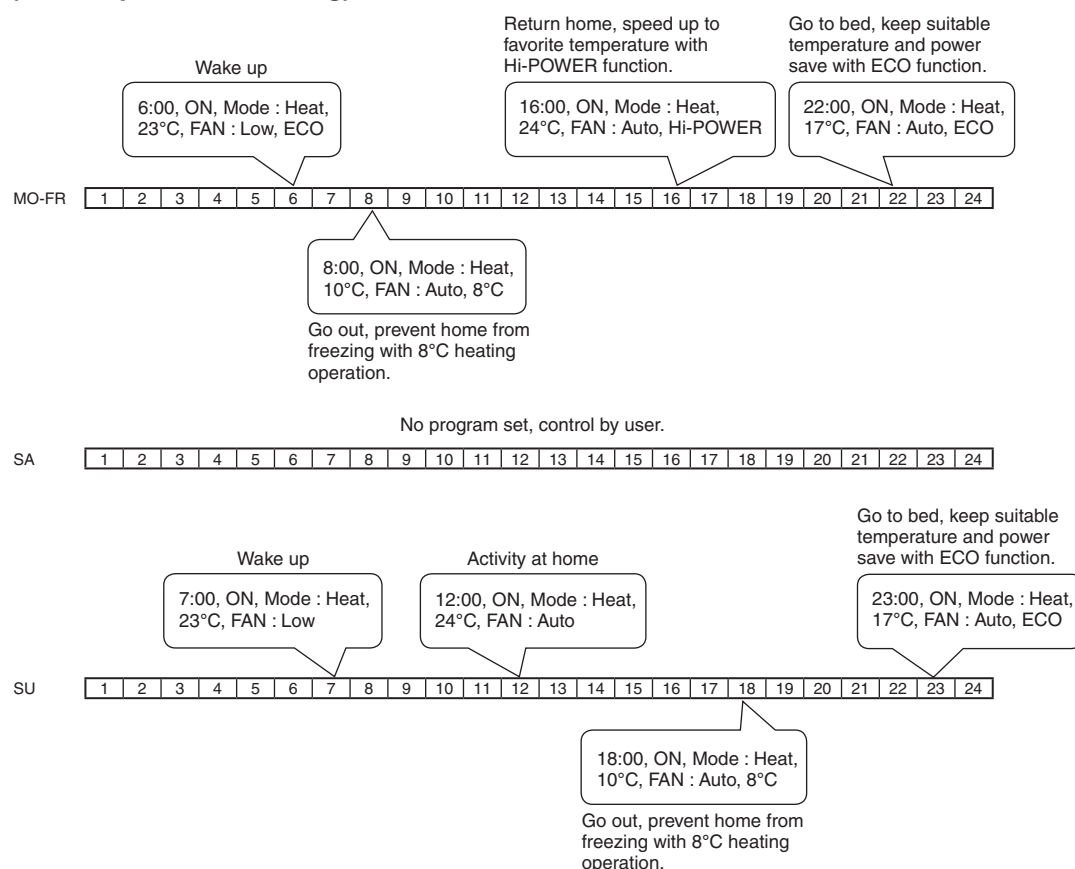 Wake up
6:00, ON, Mode : Heat,
23°C, FAN : Low, ECO
Return home, speed up to
favorite temperature with
Hi-POWER function.
16:00, ON, Mode : Heat,
24°C, FAN : Auto, Hi-POWER
Go to bed, keep suitable
temperature and power
save with ECO function.
22:00, ON, Mode : Heat,
17°C, FAN : Auto, ECO
MO-FR 1 2 3 4 5 6 7 8 9 10 11 12 13 14 15 16 17 18 19 20 21 22 23 24
8:00, ON, Mode : Heat,
10°C, FAN : Auto, 8°C
Go out, prevent home from
freezing with 8°C heating
operation.
No program set, control by user.
SA 1 2 3 4 5 6 7 8 9 10 11 12 13 14 15 16 17 18 19 20 21 22 23 24
Wake up
7:00, ON, Mode : Heat,
23°C, FAN : Low
Activity at home
12:00, ON, Mode : Heat,
24°C, FAN : Auto
Go to bed, keep suitable
temperature and power
save with ECO function.
23:00, ON, Mode : Heat,
17°C, FAN : Auto, ECO
SU 1 2 3 4 5 6 7 8 9 10 11 12 13 14 15 16 17 18 19 20 21 22 23 24
18:00, ON, Mode : Heat,
10°C, FAN : Auto, 8°C
Go out, prevent home from
freezing with 8°C heating
operation.